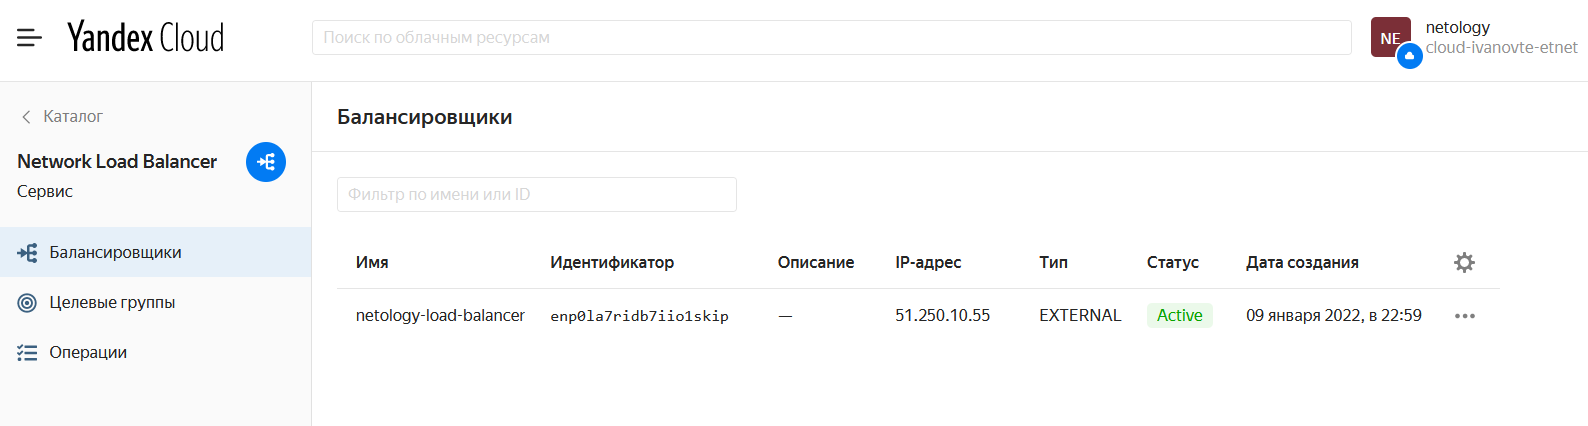 Yandex Cloud
Поиск по облачным ресурсам
NE
netology
cloud-ivanovte-etnet
Каталог
Network Load Balancer
Сервис
Балансировщики
Целевые группы
Операции
Балансировщики
Фильтр по имени или ID
Имя Идентификатор Описание IP-адрес Тип Статус Дата создания
netology-load-balancer enp0la7ridb7iio1skip — 51.250.10.55 EXTERNAL Active 09 января 2022, в 22:59